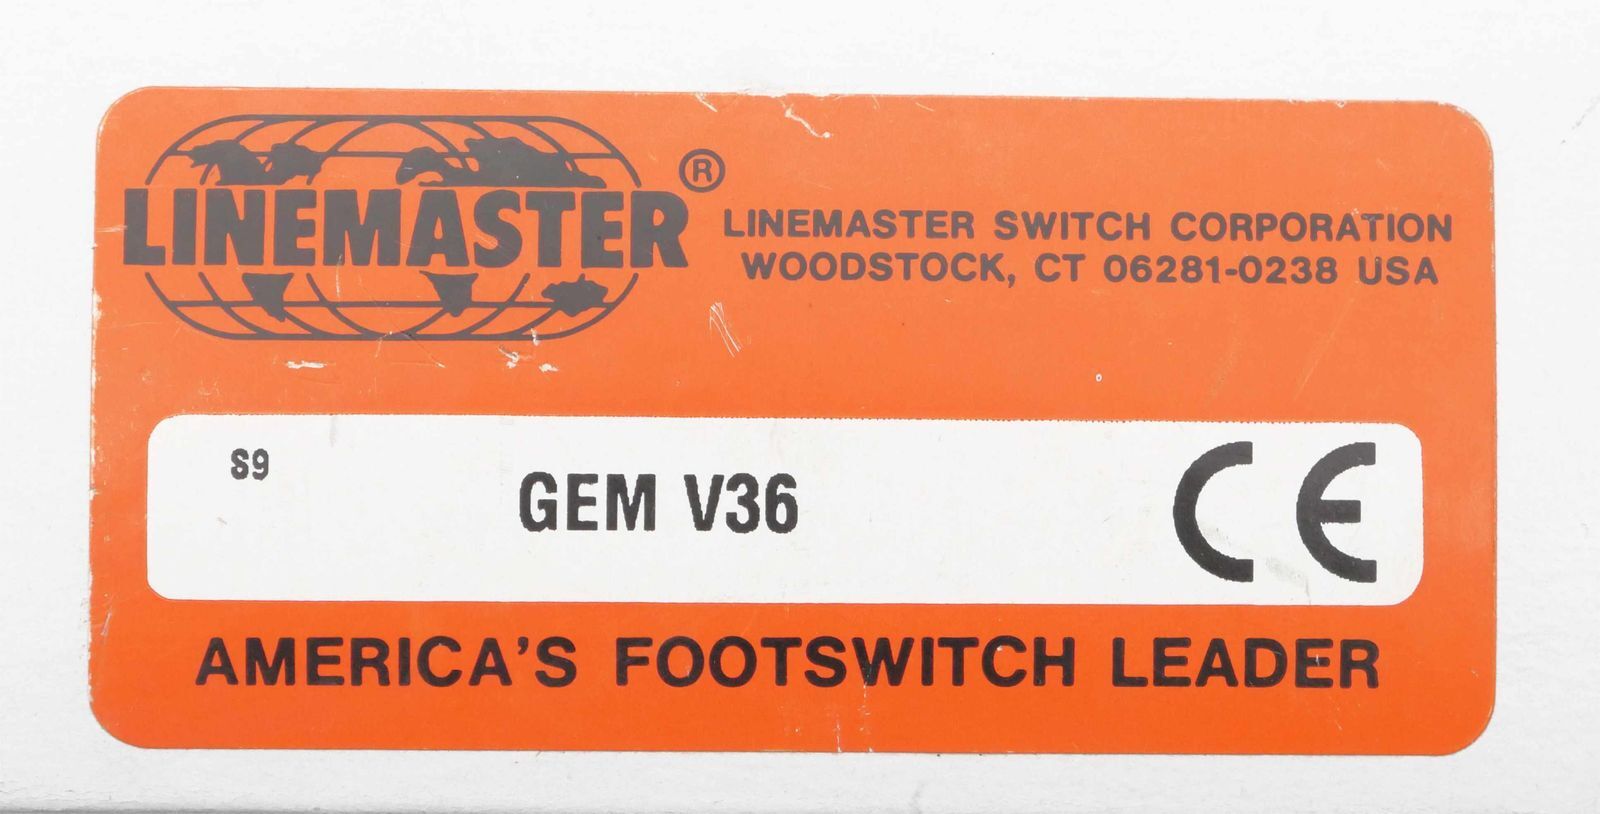 LINEMASTER®
LINEMASTER SWITCH CORPORATION
WOODSTOCK, CT 06281-0238 USA
S9
GEM V36
CE
AMERICA'S FOOTSWITCH LEADER